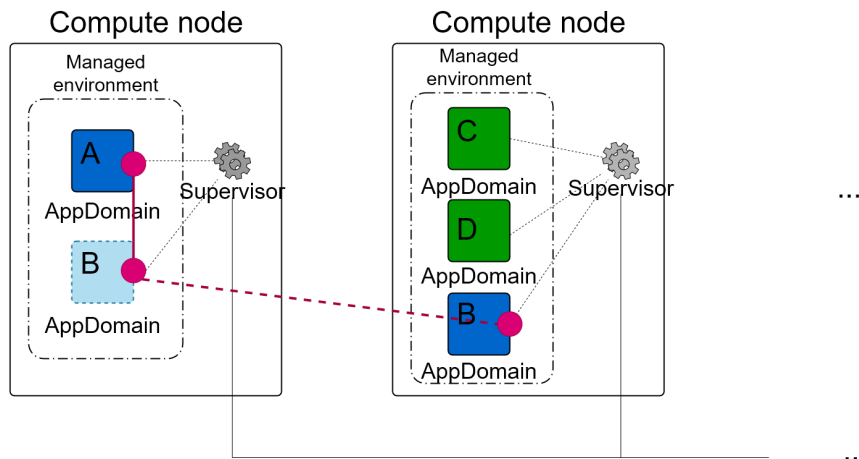 Compute node
Managed
environment
A
AppDomain
B
AppDomain
Supervisor
Compute node
Managed
environment
C
AppDomain
D
AppDomain
B
AppDomain
Supervisor
...
..